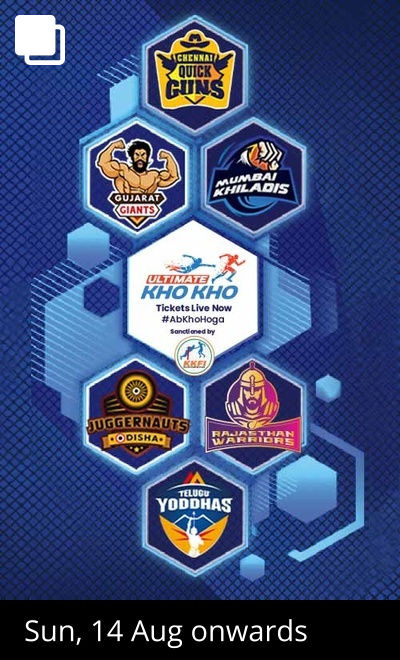 CHENNAI
QUICK
GUNS
GUJARAT
GIANTS
MUMBAI
KHILADIS
ULTIMATE
KHO KHO
Tickets Live Now
#AbKhoHoga
Sanctioned by
KKFI
JUGGERNAUTS
ODISHA
RAJASTHAN
WARRIORS
TELUGU
YODDHAS
Sun, 14 Aug onwards